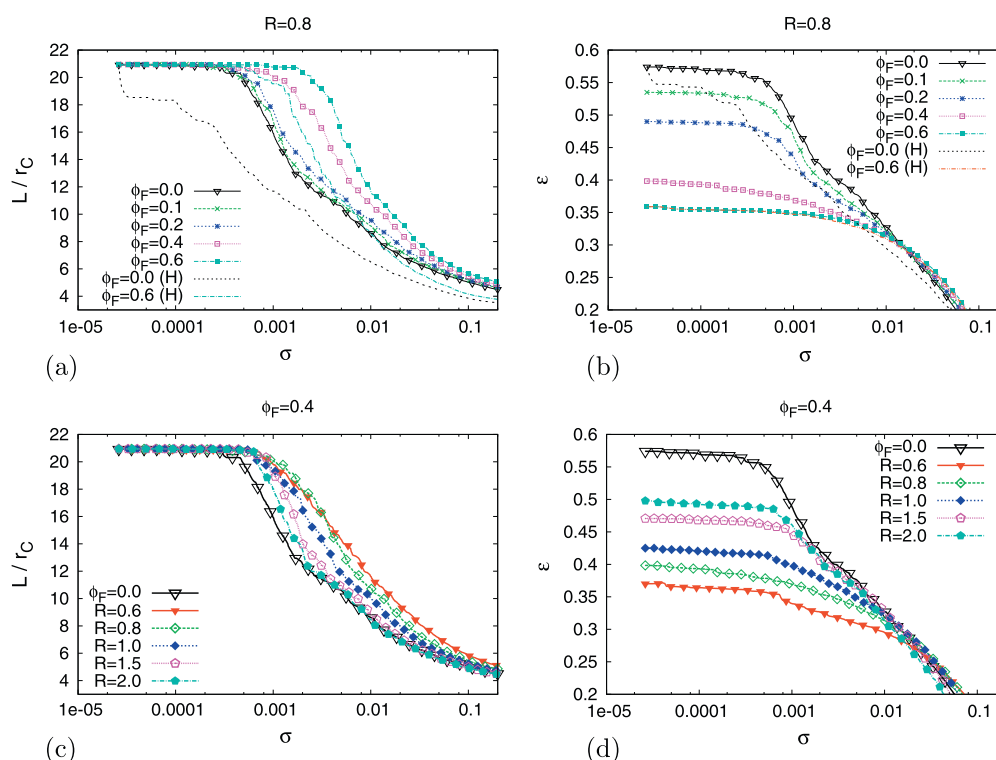 R=0.8
22
20
18
16
14
12
10
8
6
4
L / r_C
ϕ_F=0.0
ϕ_F=0.1
ϕ_F=0.2
ϕ_F=0.4
ϕ_F=0.6
ϕ_F=0.0 (H)
ϕ_F=0.6 (H)
1e-05 0.0001 0.001 0.01 0.1
σ
(a)
R=0.8
0.6
0.55
0.5
0.45
0.4
0.35
0.3
0.25
0.2
ε
ϕ_F=0.0
ϕ_F=0.1
ϕ_F=0.2
ϕ_F=0.4
ϕ_F=0.6
ϕ_F=0.0 (H)
ϕ_F=0.6 (H)
1e-05 0.0001 0.001 0.01 0.1
σ
(b)
ϕ_F=0.4
22
20
18
16
14
12
10
8
6
4
L / r_C
ϕ_F=0.0
R=0.6
R=0.8
R=1.0
R=1.5
R=2.0
1e-05 0.0001 0.001 0.01 0.1
σ
(c)
ϕ_F=0.4
0.6
0.55
0.5
0.45
0.4
0.35
0.3
0.25
0.2
ε
ϕ_F=0.0
R=0.6
R=0.8
R=1.0
R=1.5
R=2.0
1e-05 0.0001 0.001 0.01 0.1
σ
(d)